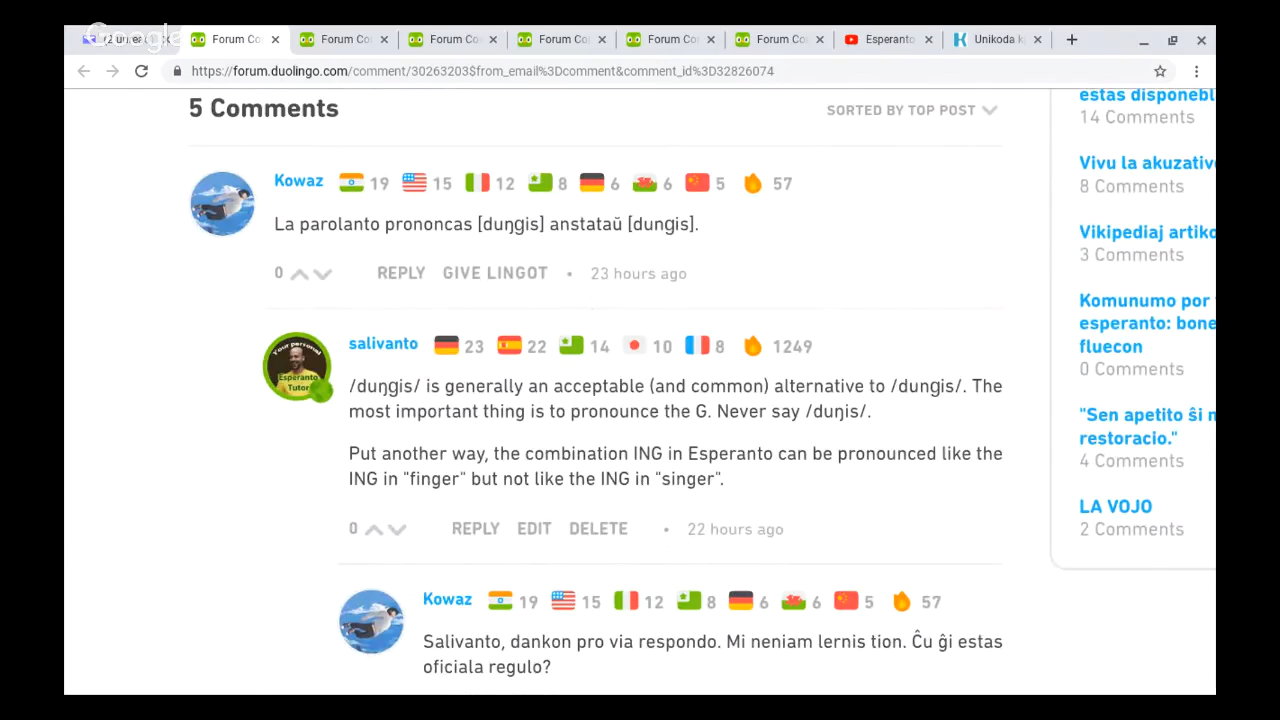 Google
Forum Co
Forum Co
Forum Co
Forum Co
Forum Co
Forum Co
Esperanto
Unikoda
https://forum.duolingo.com/comment/30263203$from_email%3Dcomment&comment_id%3D32826074
5 Comments
SORTED BY TOP POST
Kowaz 19 15 12 8 6 6 5 57
La parolanto prononcas [duŋgis] anstataŭ [dungis].
0 REPLY GIVE LINGOT • 23 hours ago
Your personal
Esperanto
Tutor
salivanto 23 22 14 10 8 1249
/duŋgis/ is generally an acceptable (and common) alternative to /dungis/. The
most important thing is to pronounce the G. Never say /duŋis/.
Put another way, the combination ING in Esperanto can be pronounced like the
ING in "finger" but not like the ING in "singer".
0 REPLY EDIT DELETE • 22 hours ago
Kowaz 19 15 12 8 6 6 5 57
Salivanto, dankon pro via respondo. Mi neniam lernis tion. Ĉu ĝi estas
oficiala regulo?
estas disponebl
14 Comments
Vivu la akuzativ
8 Comments
Vikipediaj artiko
3 Comments
Komunumo por
esperanto: bone
fluecon
0 Comments
"Sen apetito ŝi
restoracio."
4 Comments
LA VOJO
2 Comments